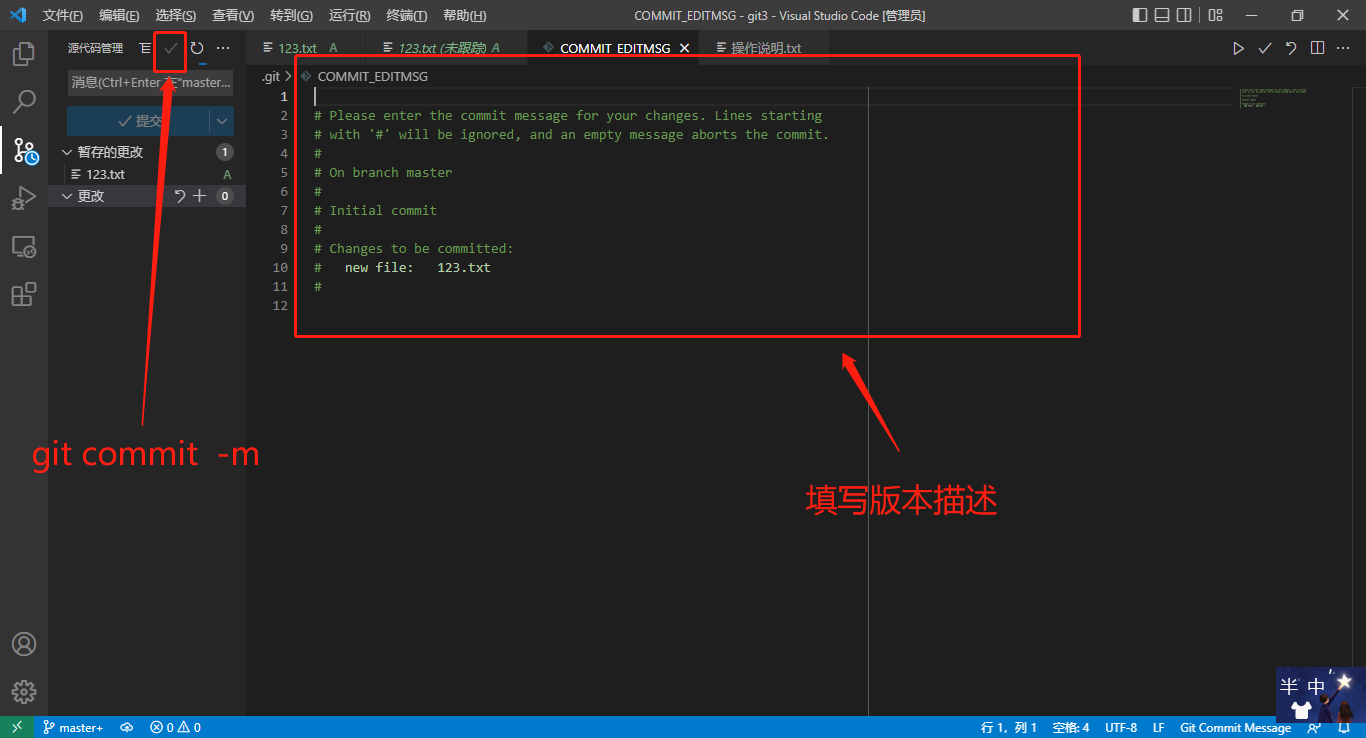 文件(F) 编辑(E) 选择(S) 查看(V) 转到(G) 运行(R) 终端(T) 帮助(H) COMMIT_EDITMSG - git3 - Visual Studio Code [管理员]
源代码管理
123.txt A 123.txt (未跟踪) A COMMIT_EDITMSG 操作说明.txt
.git > COMMIT_EDITMSG
消息(Ctrl+Enter 在"master...
提交
暂存的更改 1
123.txt A
更改 0
1
2 # Please enter the commit message for your changes. Lines starting
3 # with '#' will be ignored, and an empty message aborts the commit.
4 #
5 # On branch master
6 #
7 # Initial commit
8 #
9 # Changes to be committed:
10 # new file: 123.txt
11 #
12
git commit -m
填写版本描述
半 中
master+ 0 0 行 1，列 1 空格: 4 UTF-8 LF Git Commit Message